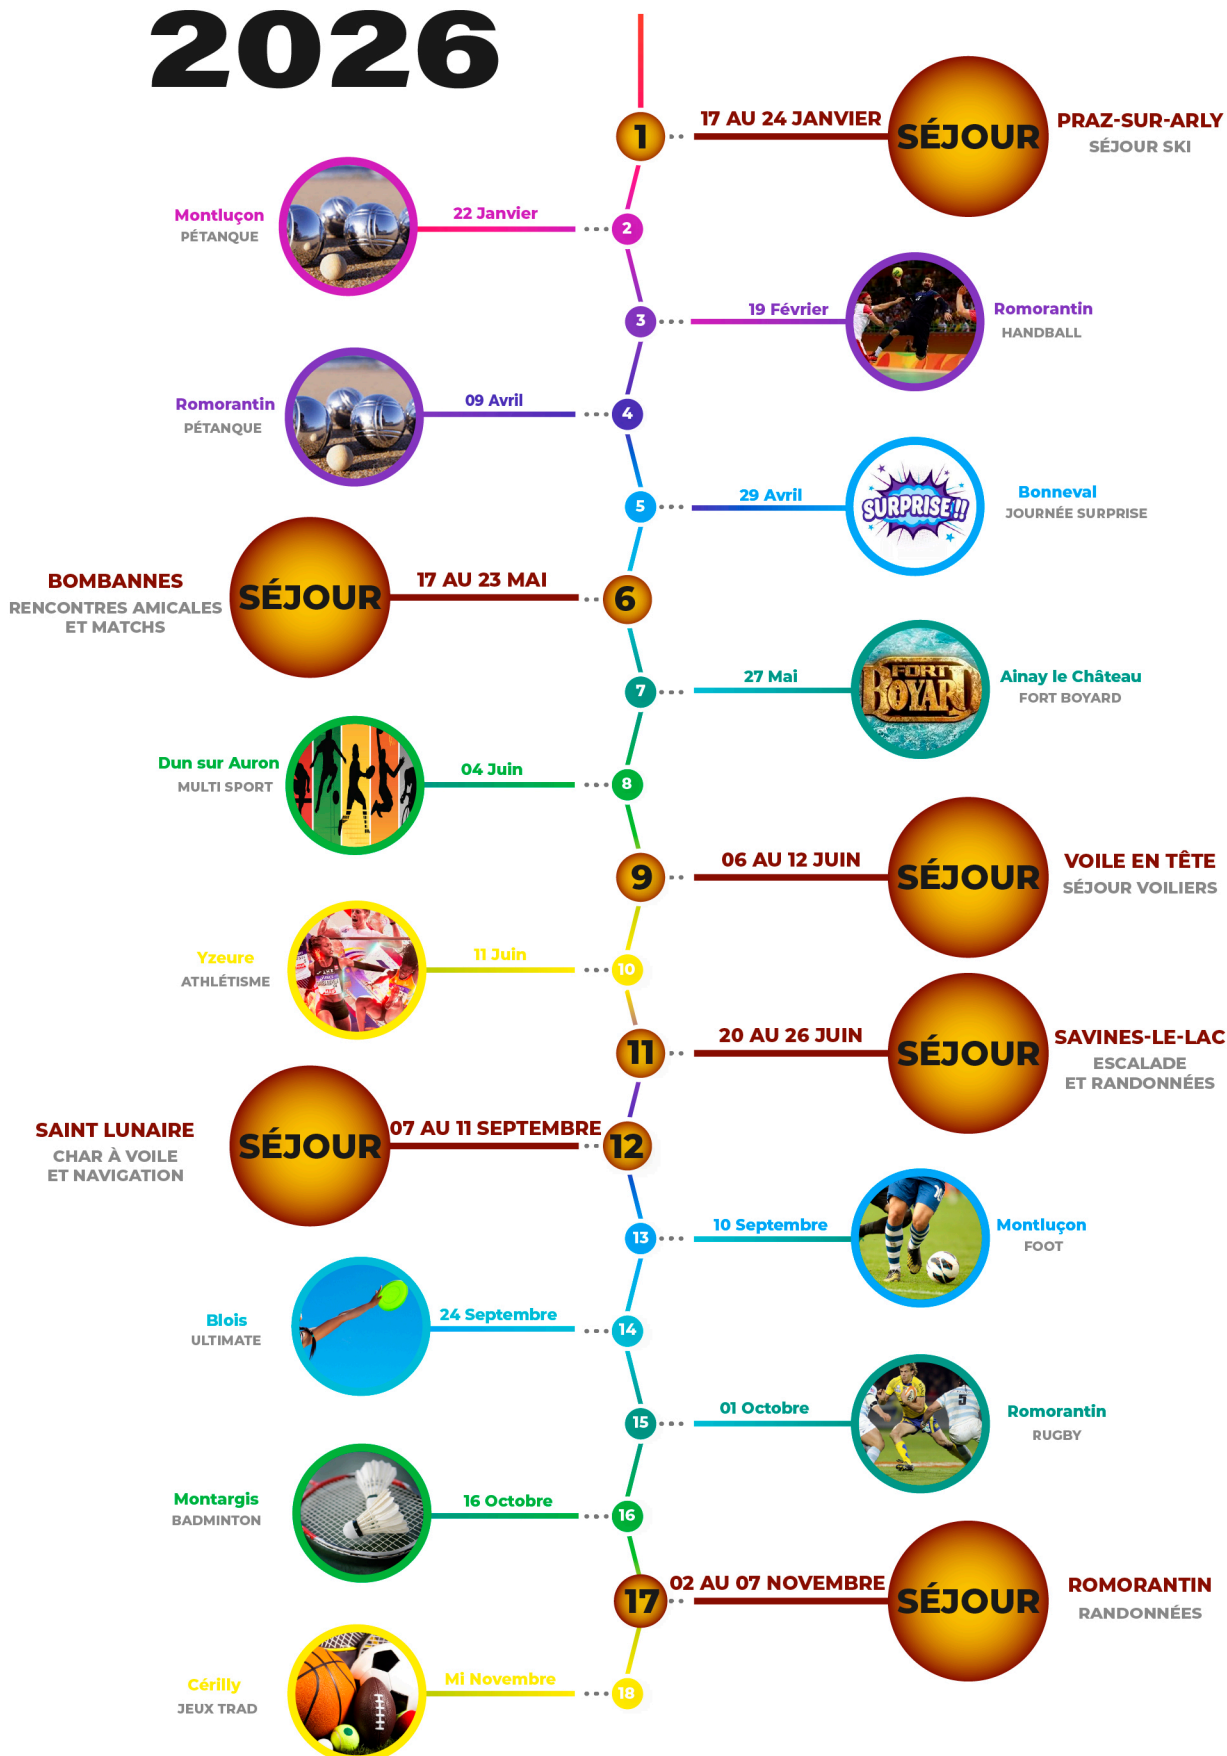 2026
1
17 AU 24 JANVIER
SÉJOUR
PRAZ-SUR-ARLY
SÉJOUR SKI
Montluçon
PÉTANQUE
22 Janvier
2
3
19 Février
Romorantin
HANDBALL
Romorantin
PÉTANQUE
09 Avril
4
5
29 Avril
SURPRISE!!
Bonneval
JOURNÉE SURPRISE
BOMBANNES
RENCONTRES AMICALES
ET MATCHS
SÉJOUR
17 AU 23 MAI
6
7
27 Mai
FORT
BOYARD
Ainay le Château
FORT BOYARD
Dun sur Auron
MULTI SPORT
04 Juin
8
9
06 AU 12 JUIN
SÉJOUR
VOILE EN TÊTE
SÉJOUR VOILIERS
Yzeure
ATHLÉTISME
11 Juin
10
11
20 AU 26 JUIN
SÉJOUR
SAVINES-LE-LAC
ESCALADE
ET RANDONNÉES
SAINT LUNAIRE
CHAR À VOILE
ET NAVIGATION
SÉJOUR
07 AU 11 SEPTEMBRE
12
13
10 Septembre
Montluçon
FOOT
Blois
ULTIMATE
24 Septembre
14
15
01 Octobre
5
Romorantin
RUGBY
Montargis
BADMINTON
16 Octobre
16
17
02 AU 07 NOVEMBRE
SÉJOUR
ROMORANTIN
RANDONNÉES
Cérilly
JEUX TRAD
Mi Novembre
18